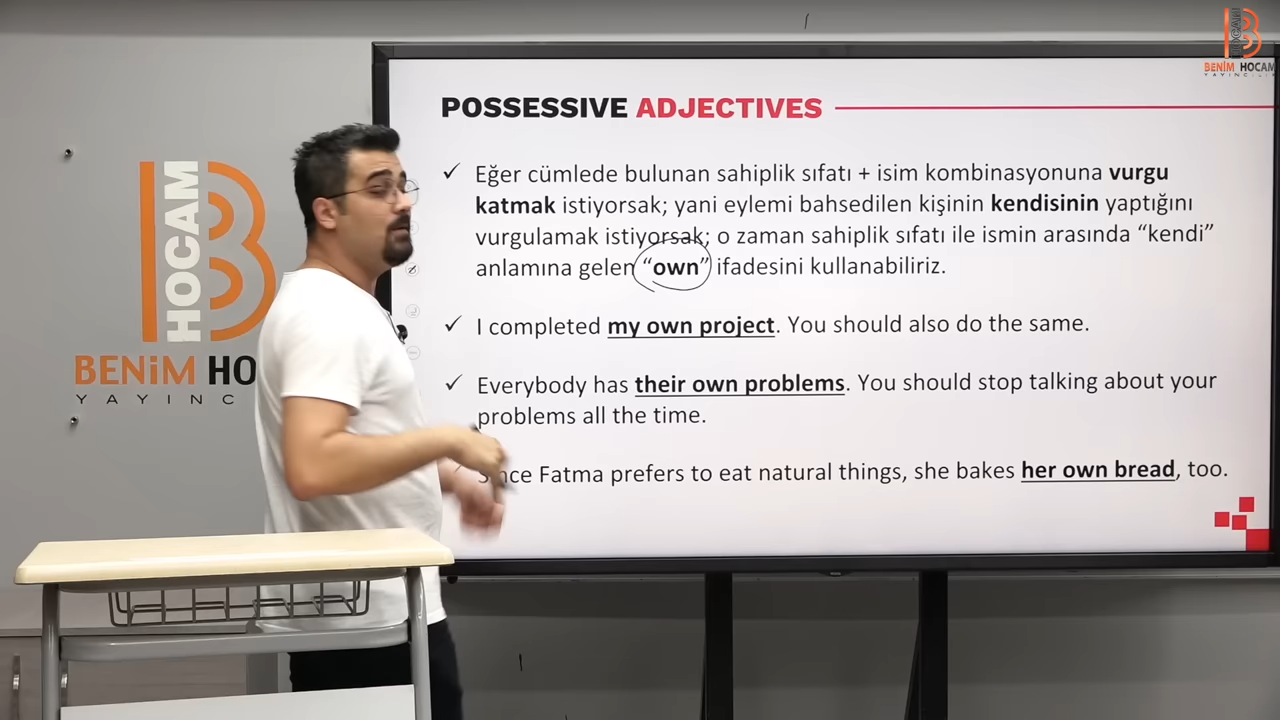 BENİM HOCAM
YAYINCILIK
POSSESSIVE ADJECTIVES
✓ Eğer cümlede bulunan sahiplik sıfatı + isim kombinasyonuna vurgu
katmak istiyorsak; yani eylemi bahsedilen kişinin kendisinin yaptığını
vurgulamak istiyorsak; o zaman sahiplik sıfatı ile ismin arasında “kendi”
anlamına gelen “own” ifadesini kullanabiliriz.
✓ I completed my own project. You should also do the same.
✓ Everybody has their own problems. You should stop talking about your
problems all the time.
Since Fatma prefers to eat natural things, she bakes her own bread, too.
HOCAM
BENİM HO
YAYINC